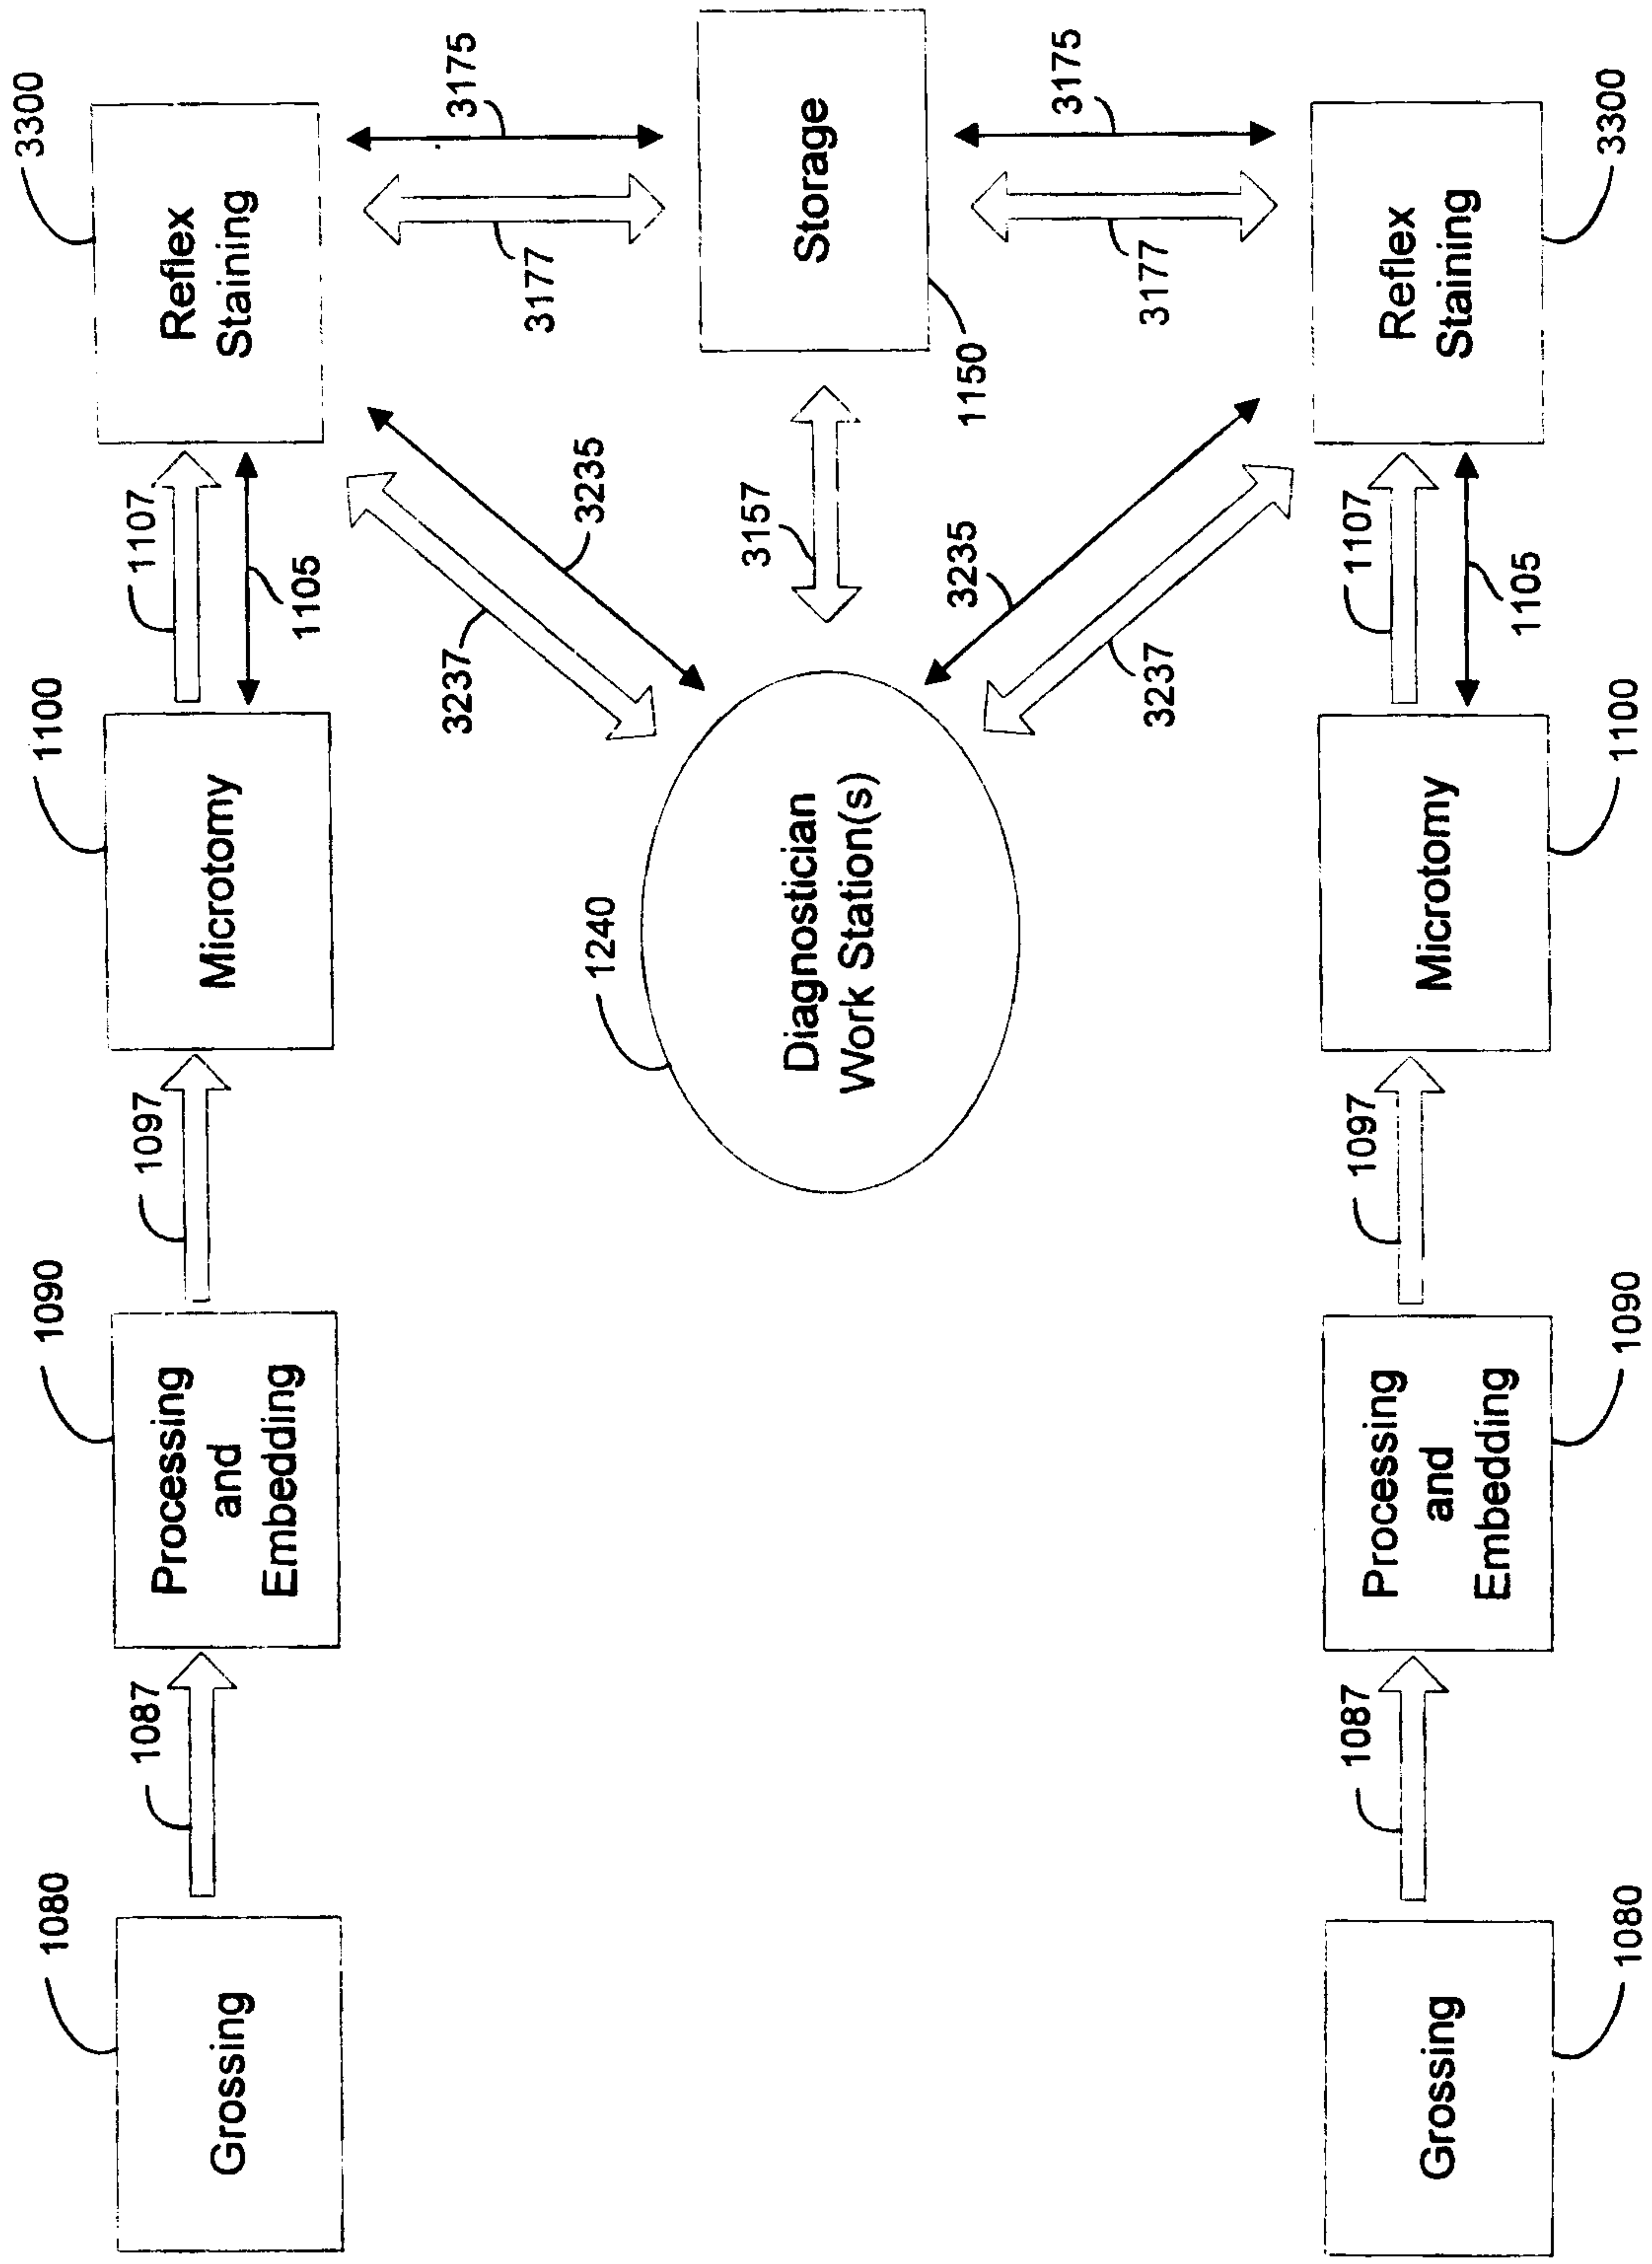 1080
Grossing
1087
1090
Processing
and
Embedding
1097
1100
Microtomy
1107
1105
3300
Reflex
Staining
3237
3235
3177
3175
1240
Diagnostician
Work Station(s)
3157
Storage
1150
3235
3237
3177
3175
Grossing
1080
1087
Processing
and
Embedding
1090
1097
Microtomy
1100
1107
1105
Reflex
Staining
3300